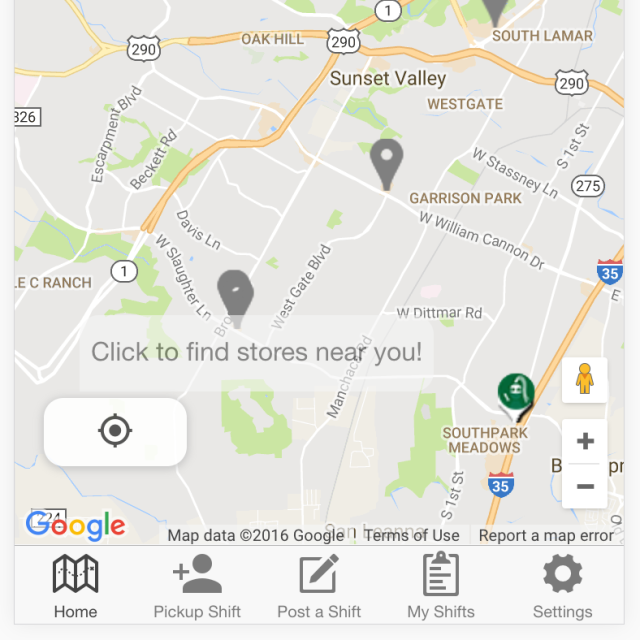 1
290
OAK HILL
290
SOUTH LAMAR
Sunset Valley
290
WESTGATE
Escarpment Blvd
326
Beckett Rd
S 1st St
W Stassney Ln
275
GARRISON PARK
Davis Ln
W William Cannon Dr
W Slaughter Ln
West Gate Blvd
35
1
LE C RANCH
E
Bro
W Dittmar Rd
Click to find stores near you!
Manchaca Rd
SOUTHPARK
MEADOWS
+
B
pr
−
35
S 1st St
Google
Map data ©2016 Google
Terms of Use
Report a map error
Home
Pickup Shift
Post a Shift
My Shifts
Settings